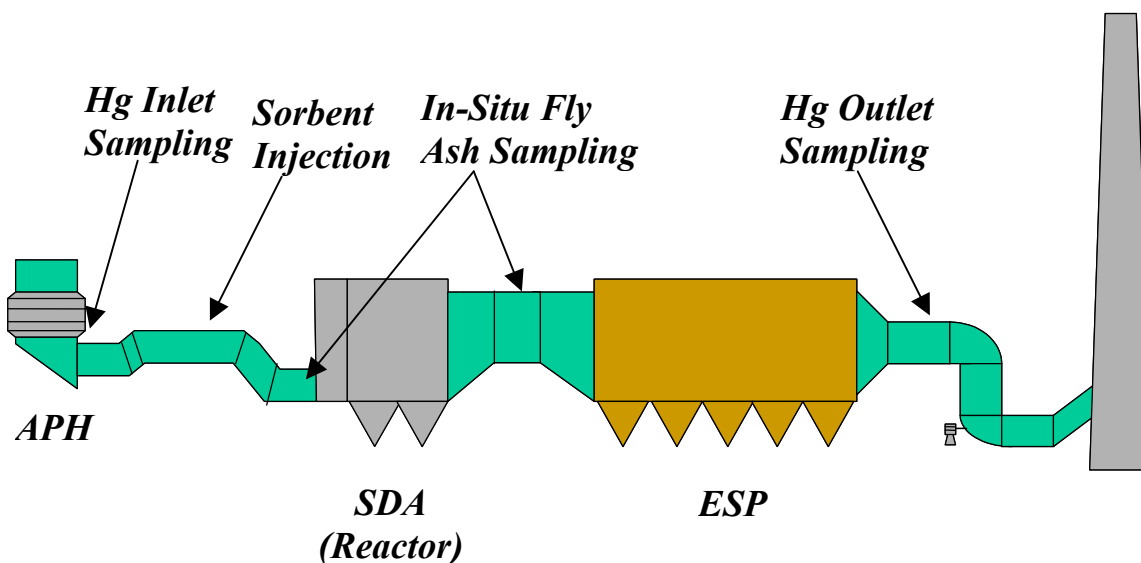 Hg Inlet
Sampling
Sorbent
Injection
In-Situ Fly
Ash Sampling
Hg Outlet
Sampling
APH
SDA
(Reactor)
ESP